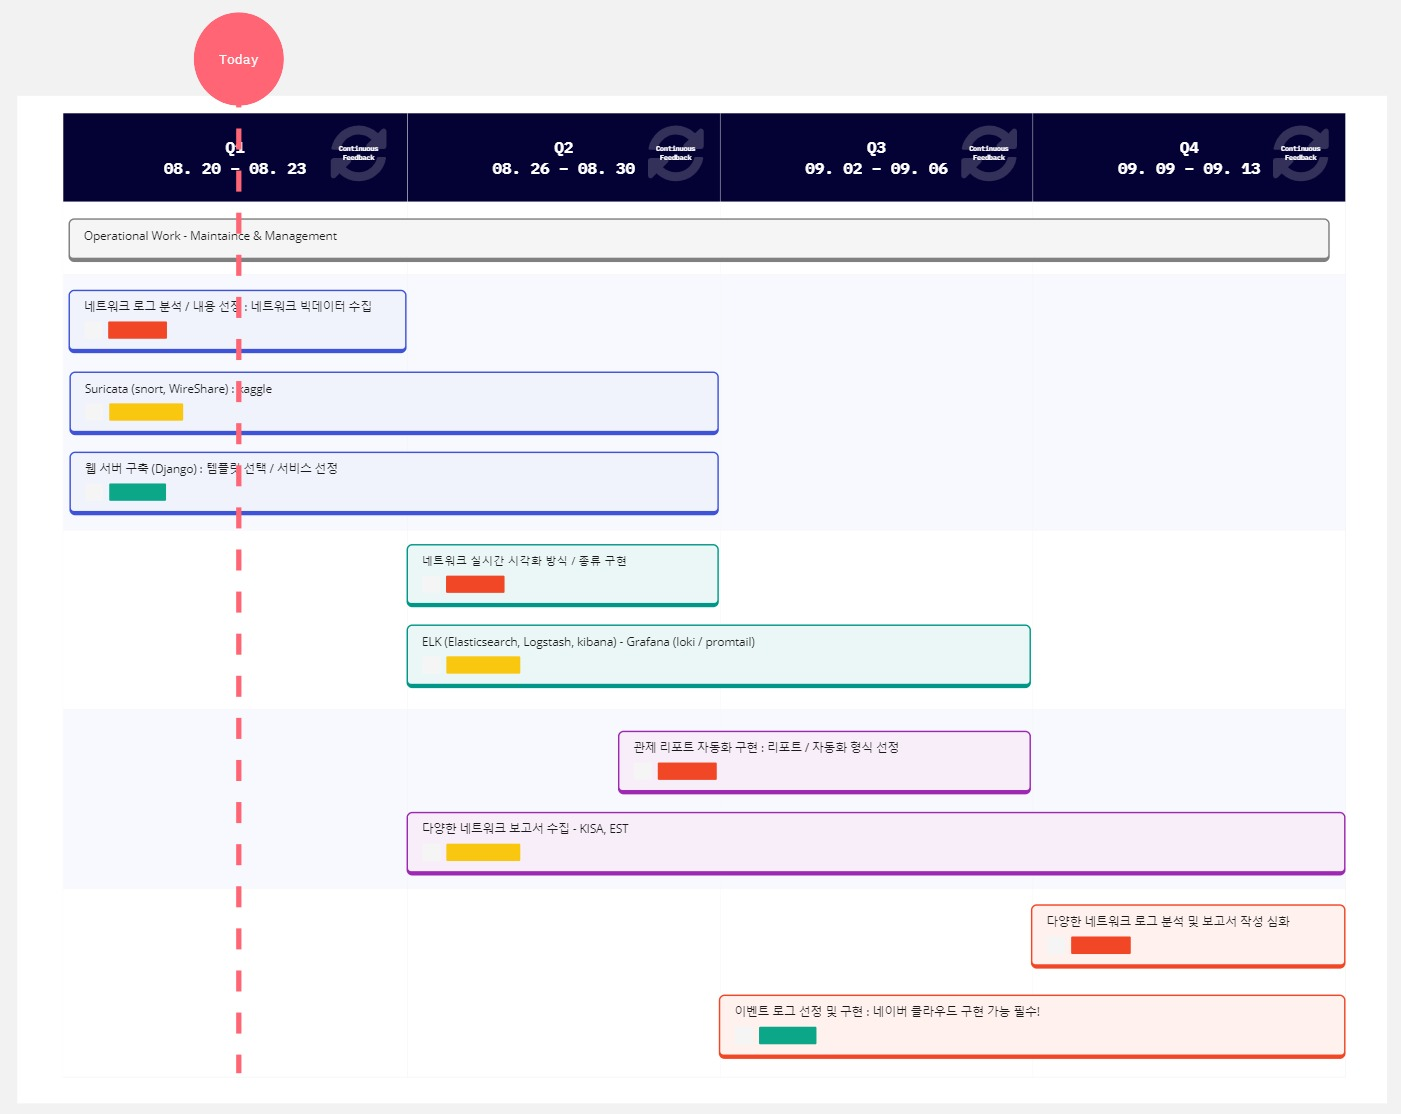 Today
Q1
08. 20 – 08. 23
Continuous
Feedback
Q2
08. 26 – 08. 30
Continuous
Feedback
Q3
09. 02 – 09. 06
Continuous
Feedback
Q4
09. 09 – 09. 13
Continuous
Feedback
Operational Work - Maintaince & Management
네트워크 로그 분석 / 내용 선정 : 네트워크 빅데이터 수집
Suricata (snort, WireShare) : kaggle
웹 서버 구축 (Django) : 템플릿 선택 / 서비스 선정
네트워크 실시간 시각화 방식 / 종류 구현
ELK (Elasticsearch, Logstash, kibana) - Grafana (loki / promtail)
관제 리포트 자동화 구현 : 리포트 / 자동화 형식 선정
다양한 네트워크 보고서 수집 - KISA, EST
다양한 네트워크 로그 분석 및 보고서 작성 심화
이벤트 로그 선정 및 구현 : 네이버 클라우드 구현 가능 필수!